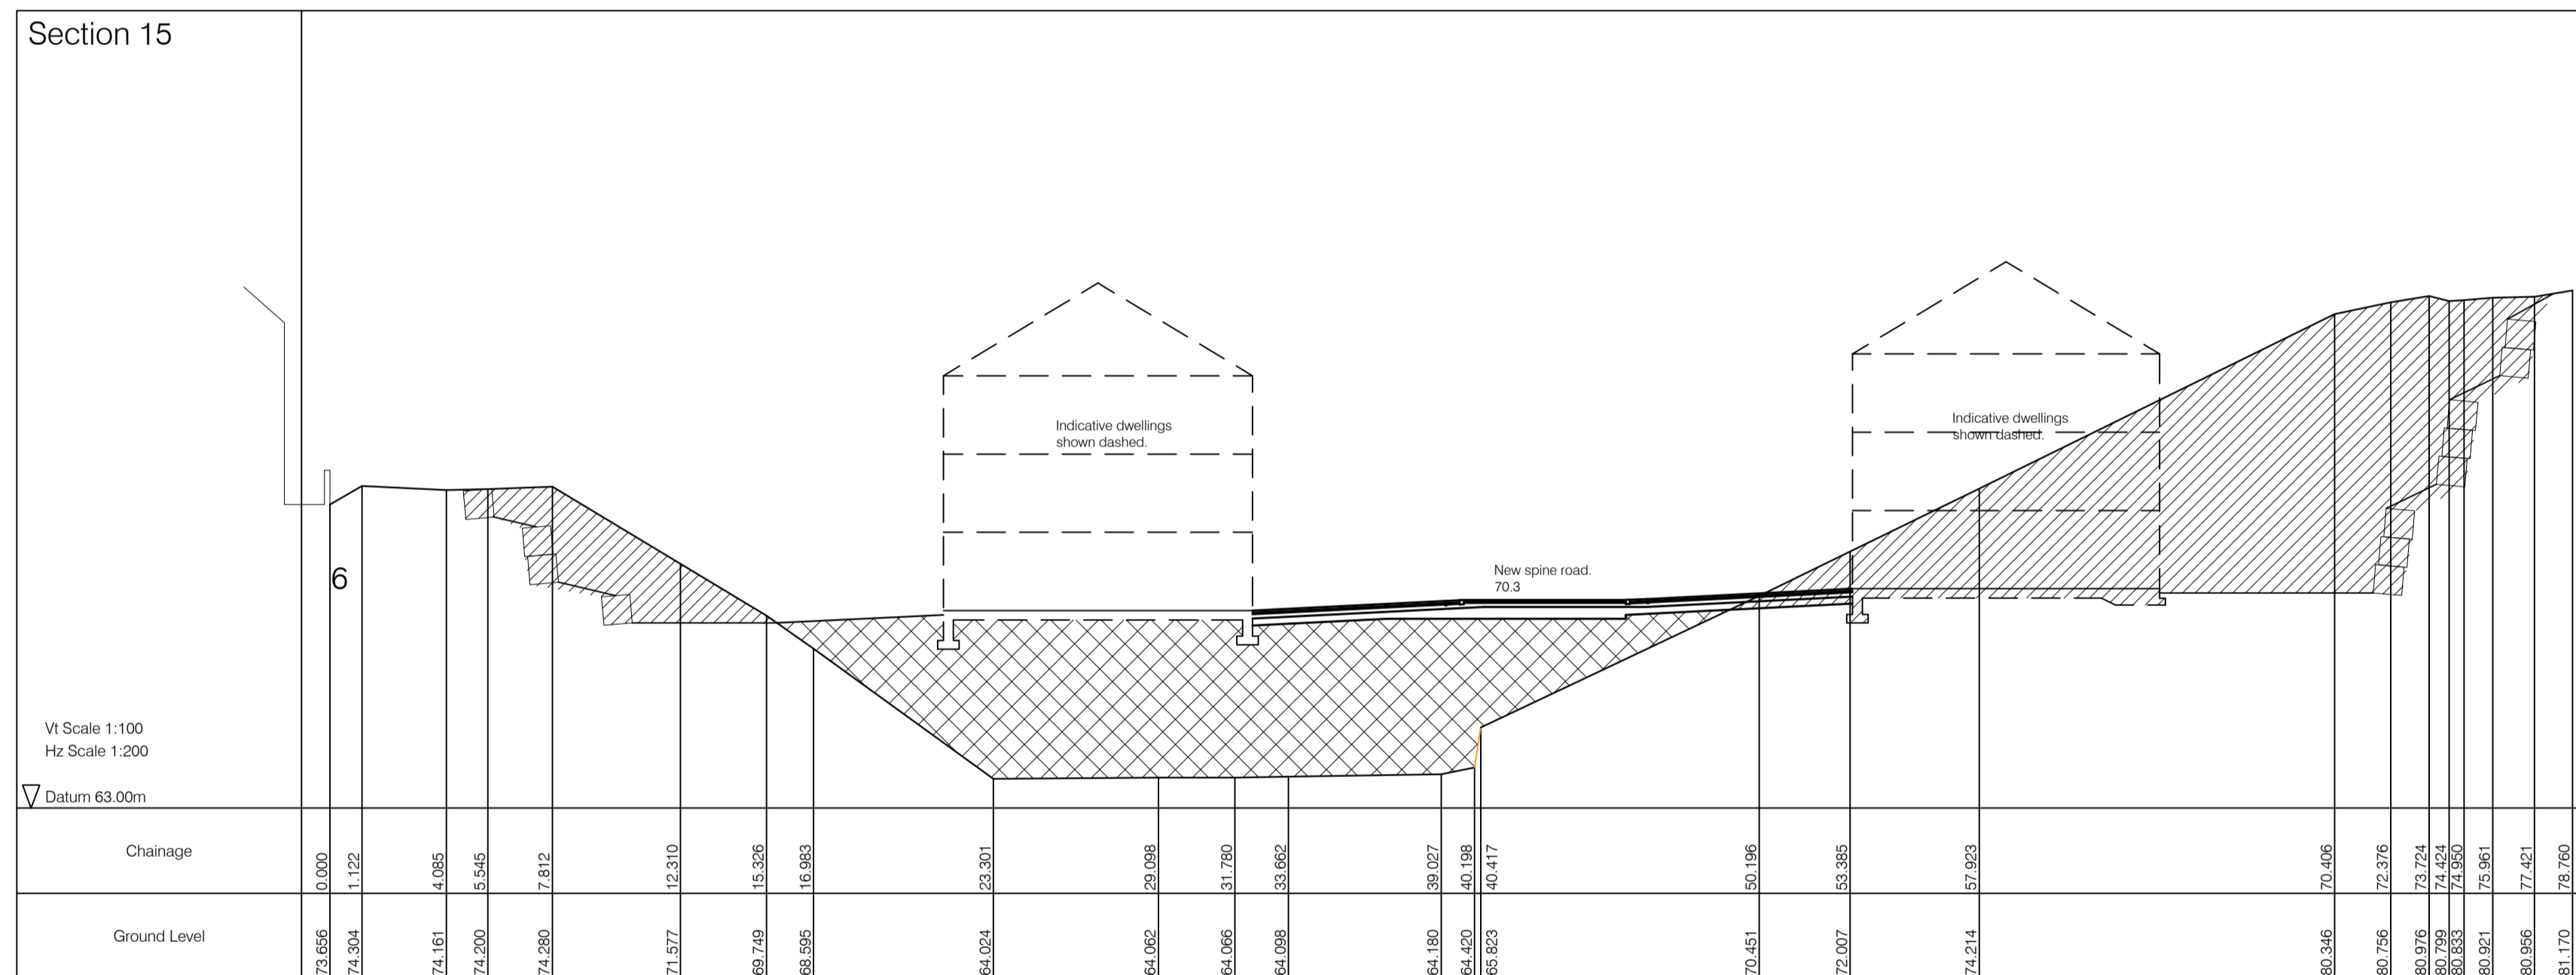 Section 15
Indicative dwellings
shown dashed.
Indicative dwellings
shown dashed.
New spine road.
70.3
6
Vt Scale 1:100
Hz Scale 1:200
Datum 63.00m
Chainage 0.000 1.122 4.085 5.545 7.812 12.310 15.326 16.983 23.301 29.098 31.780 33.662 39.027 40.198 40.417 50.196 53.385 57.923 70.406 72.376 73.724 74.424 74.950 75.961 77.421 78.760
Ground Level 73.656 74.304 74.161 74.200 74.280 71.577 69.749 68.595 64.024 64.062 64.066 64.098 64.180 64.420 65.823 70.451 72.007 74.214 80.346 80.756 80.976 80.799 80.833 80.921 80.956 81.170